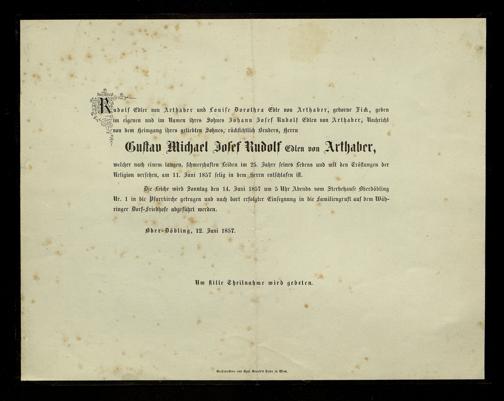 Rudolf Edler von Arthaber und Louise Dorothea Edle von Arthaber, geborne Fick, geben
im eigenen und im Namen ihres Sohnes Johann Josef Rudolf Edlen von Arthaber, Nachricht
von dem Heimgang ihres geliebten Sohnes, rücksichtlich Bruders, Herrn
Gustav Michael Josef Rudolf Edlen von Arthaber,
welcher nach einem langen, schmerzhaften Leiden im 25. Jahre seines Lebens und mit den Tröstungen der
Religion versehen, am 11. Juni 1857 selig in dem Herrn entschlafen ist.
Die Leiche wird Sonntag den 14. Juni 1857 um 5 Uhr Abends vom Sterbehause Oberdöbling
Nr. 1 in die Pfarrkirche getragen und nach dort erfolgter Einsegnung in die Familiengruft auf dem Wäh-
ringer Dorf-Friedhofe abgeführt werden.
Ober-Döbling, 12. Juni 1857.
Um stille Theilnahme wird gebeten.